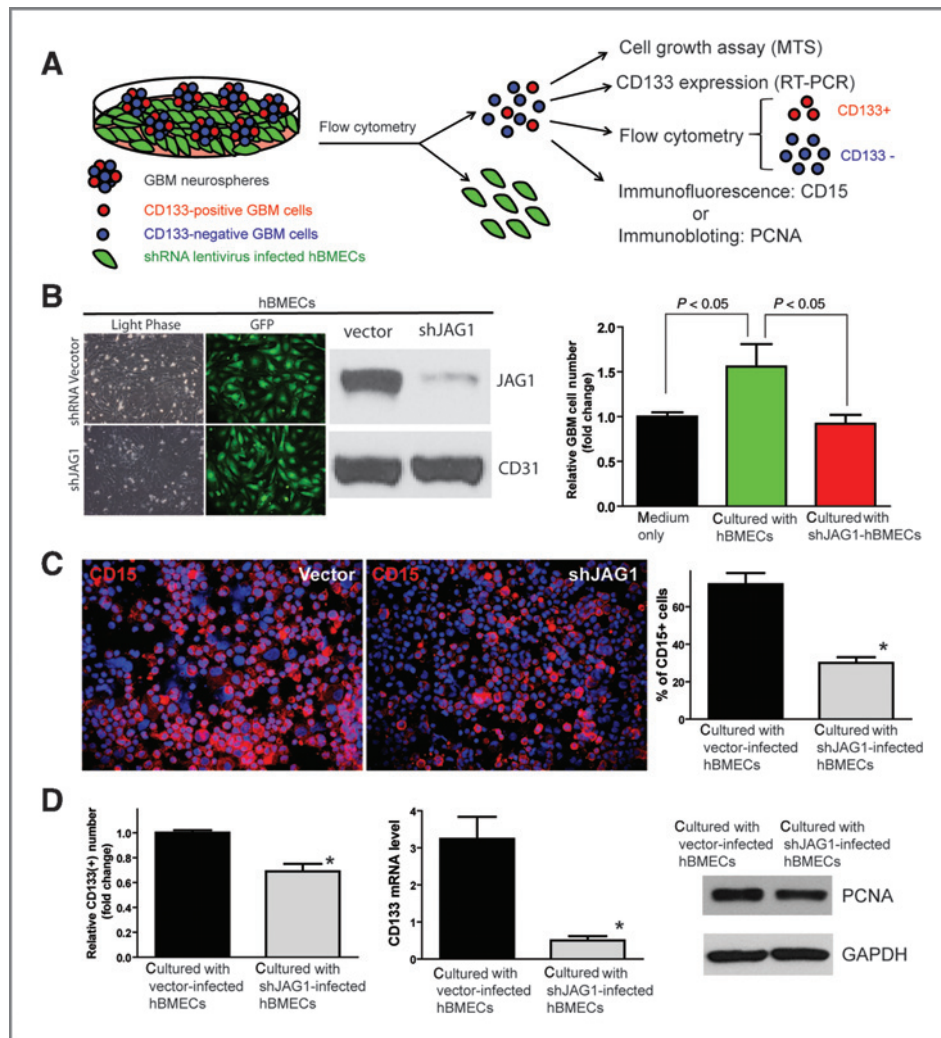 A
Flow cytometry
Cell growth assay (MTS)
CD133 expression (RT-PCR)
Flow cytometry
CD133+
CD133 -
Immunofluorescence: CD15
or
Immunobloting: PCNA
GBM neurospheres
CD133-positive GBM cells
CD133-negative GBM cells
shRNA lentivirus infected hBMECs
B
hBMECs
Light Phase
GFP
vector
shJAG1
shRNA Vecotor
shJAG1
JAG1
CD31
P < 0.05
P < 0.05
Relative GBM cell number
(fold change)
2.0
1.5
1.0
0.5
0.0
Medium
only
Cultured with
hBMECs
Cultured with
shJAG1-hBMECs
C
CD15
Vector
CD15
shJAG1
% of CD15+ cells
60
40
20
0
*
Cultured with
vector-infected
hBMECs
Cultured with
shJAG1-infected
hBMECs
D
Relative CD133(+) number
(fold change)
1.0
0.8
0.6
0.4
0.2
0
*
Cultured with
vector-infected
hBMECs
Cultured with
shJAG1-infected
hBMECs
CD133 mRNA level
4
3
2
1
0
*
Cultured with
vector-infected
hBMECs
Cultured with
shJAG1-infected
hBMECs
Cultured with
vector-infected
hBMECs
Cultured with
shJAG1-infected
hBMECs
PCNA
GAPDH